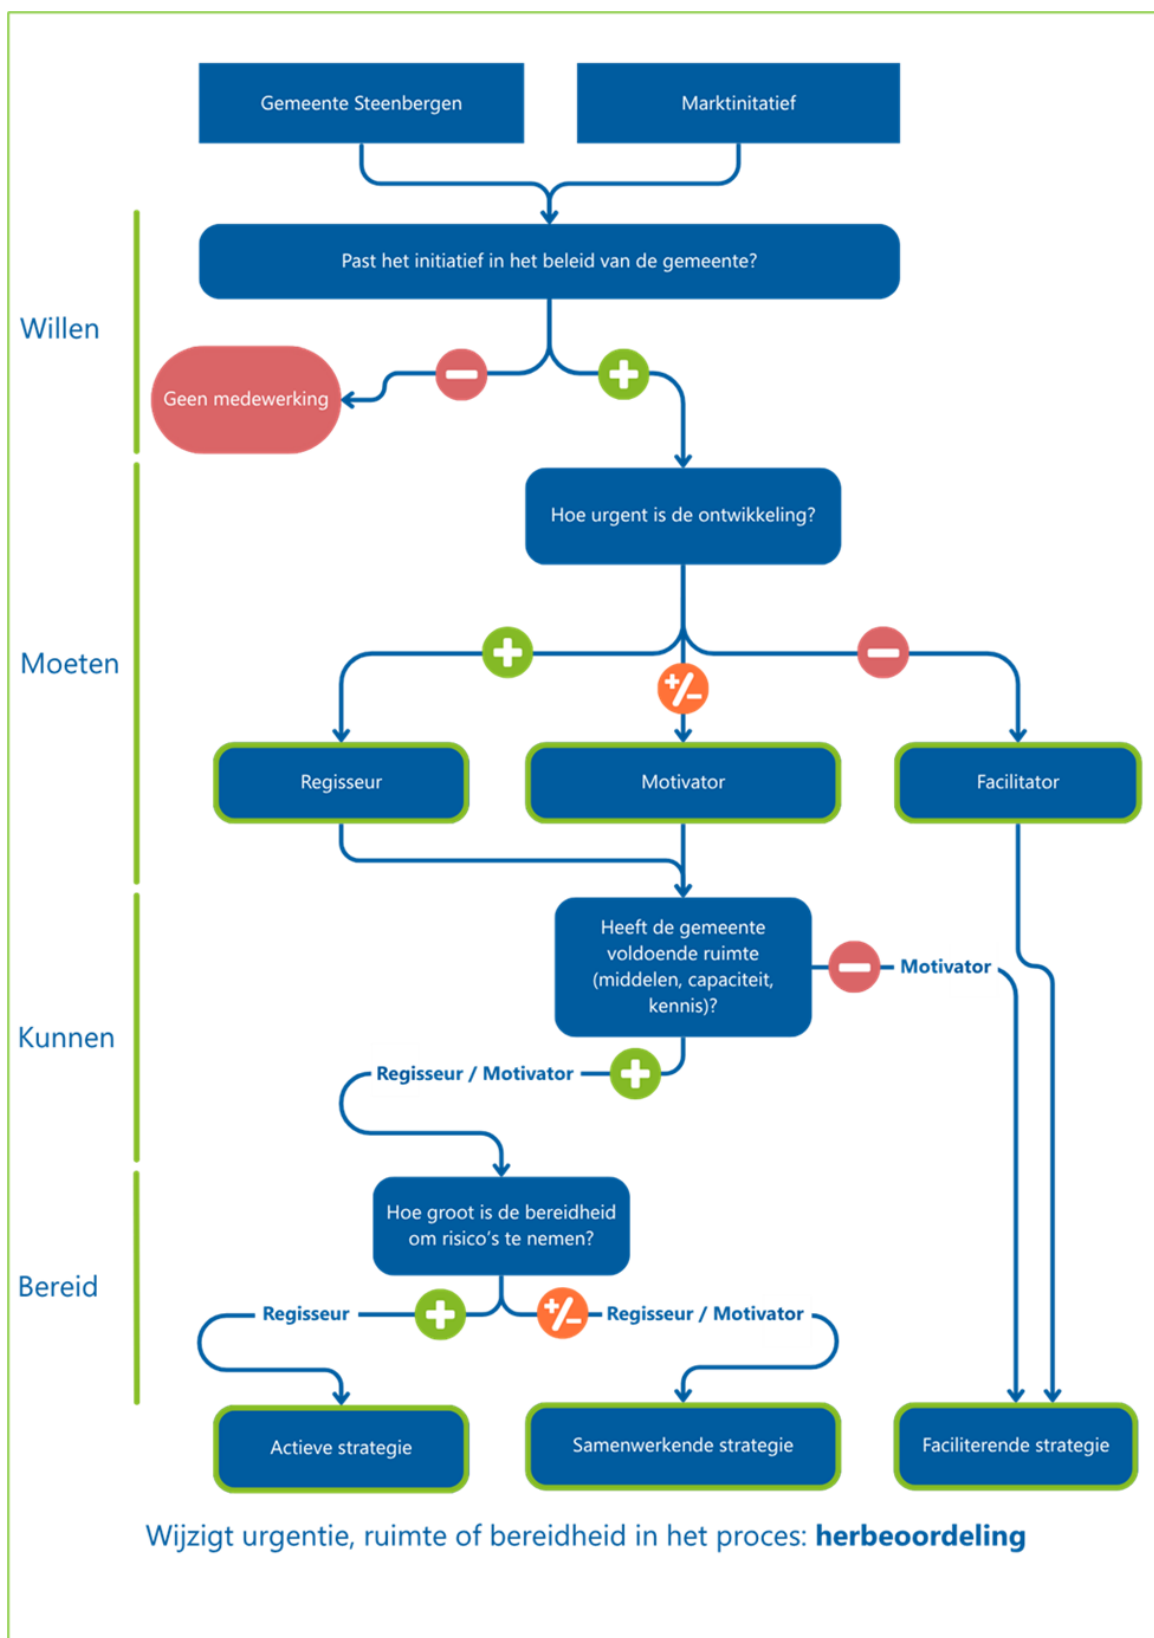 Gemeente Steenbergen
Marktinitatief
Willen
Past het initiatief in het beleid van de gemeente?
Geen medewerking
Moeten
Hoe urgent is de ontwikkeling?
+/-
Regisseur
Motivator
Facilitator
Kunnen
Heeft de gemeente
voldoende ruimte
(middelen, capaciteit,
kennis)?
Motivator
Regisseur / Motivator
Bereid
Hoe groot is de bereidheid
om risico's te nemen?
Regisseur
+/-
Regisseur / Motivator
Actieve strategie
Samenwerkende strategie
Faciliterende strategie
Wijzigt urgentie, ruimte of bereidheid in het proces: herbeoordeling